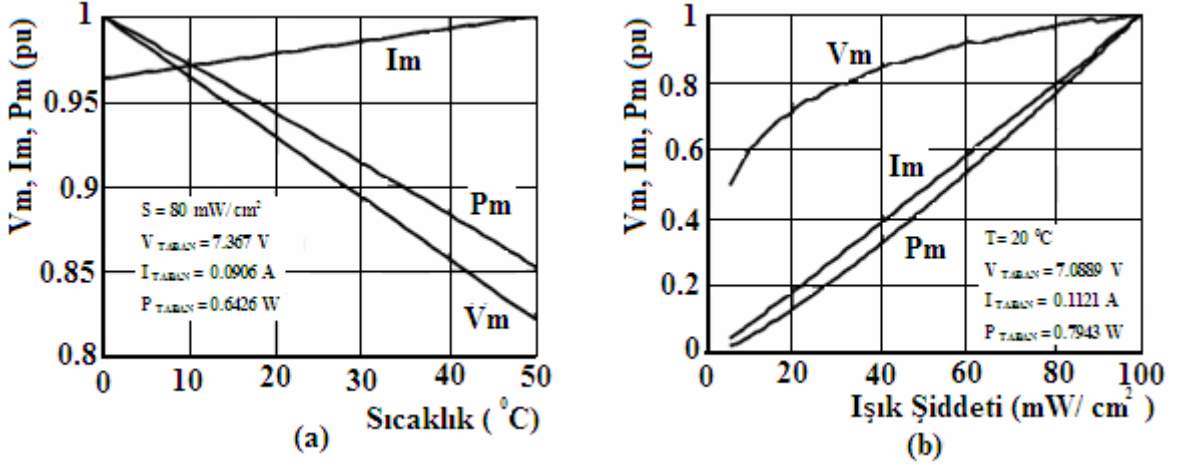 Vm, Im, Pm (pu)
1
0.95
0.9
0.85
0.8
Im
Pm
Vm
S = 80 mW/cm²
V TABAN = 7.367 V
I TABAN = 0.0906 A
P TABAN = 0.6426 W
0 10 20 30 40 50
Sıcaklık ( ⁰C)
(a)
Vm, Im, Pm (pu)
1
0.8
0.6
0.4
0.2
0
Vm
Im
Pm
T= 20 ⁰C
V TABAN = 7.0889 V
I TABAN = 0.1121 A
P TABAN = 0.7943 W
0 20 40 60 80 100
Işık Şiddeti (mW/ cm² )
(b)